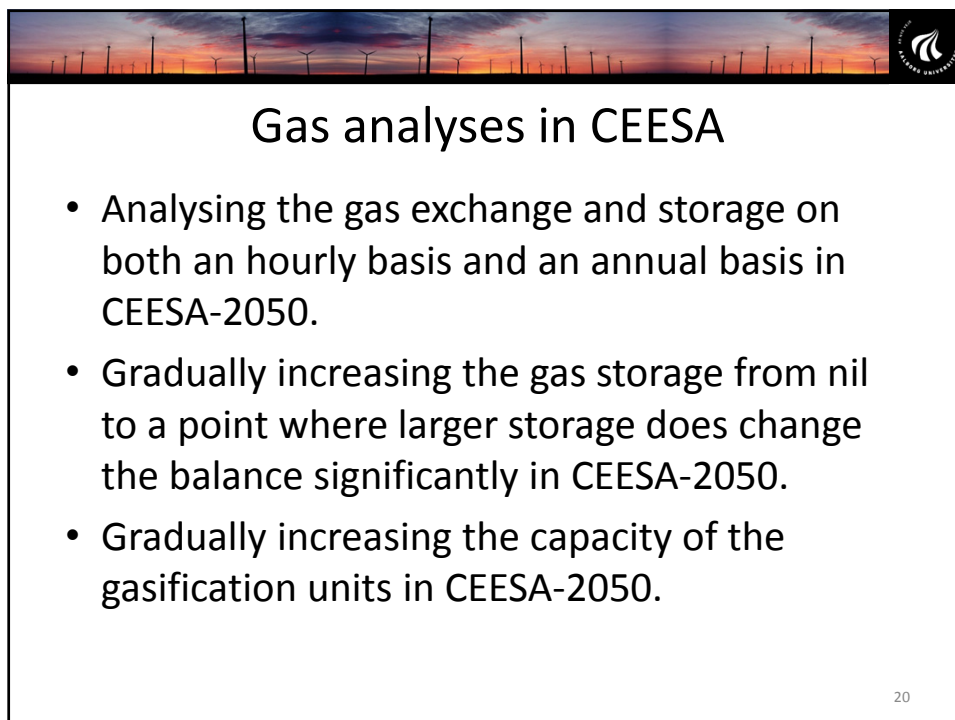 AALBORG UNIVERSITY
Gas analyses in CEESA
• Analysing the gas exchange and storage on
both an hourly basis and an annual basis in
CEESA-2050.
• Gradually increasing the gas storage from nil
to a point where larger storage does change
the balance significantly in CEESA-2050.
• Gradually increasing the capacity of the
gasification units in CEESA-2050.
20